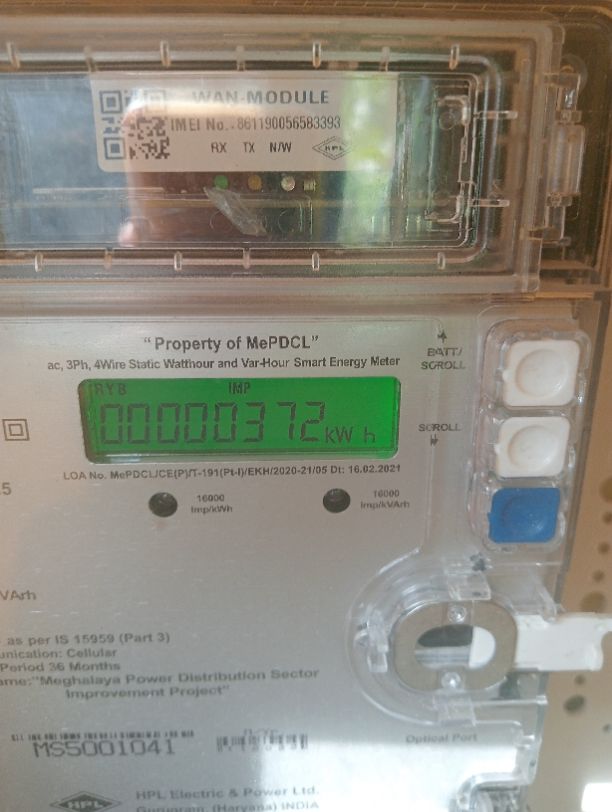 WAN-MODULE
IMEI No.:861190056583393
RX TX N/W
HPL
"Property of MePDCL"
ac, 3Ph, 4Wire Static Watthour and Var-Hour Smart Energy Meter
BATT/
SCROLL
RYB IMP
00000372 kW h
SCROLL
LOA No. MePDCL/CE(P)/T-191(Pt-I)/EKH/2020-21/05 Dt: 16.02.2021
.5
16000
Imp/kWh
16000
Imp/kVArh
VArh
as per IS 15959 (Part 3)
unication: Cellular
Period 36 Months
ame:"Meghalaya Power Distribution Sector
Improvement Project"
MS5001041
Optical Port
HPL
HPL Electric & Power Ltd.
Gurugram, (Haryana) INDIA